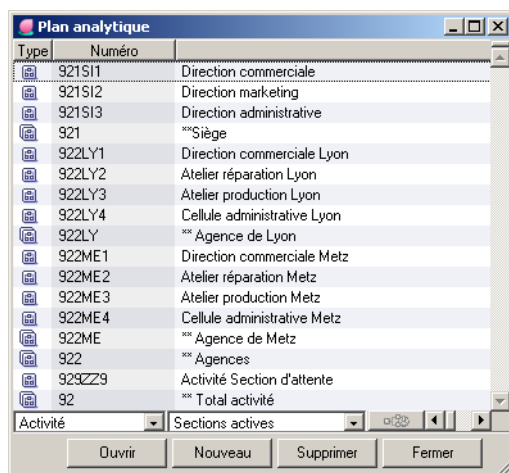 Plan analytique
Type Numéro
921SI1 Direction commerciale
921SI2 Direction marketing
921SI3 Direction administrative
921 **Siège
922LY1 Direction commerciale Lyon
922LY2 Atelier réparation Lyon
922LY3 Atelier production Lyon
922LY4 Cellule administrative Lyon
922LY ** Agence de Lyon
922ME1 Direction commerciale Metz
922ME2 Atelier réparation Metz
922ME3 Atelier production Metz
922ME4 Cellule administrative Metz
922ME ** Agence de Metz
922 ** Agences
929ZZ9 Activité Section d'attente
92 ** Total activité
Activité Sections actives
Ouvrir Nouveau Supprimer Fermer